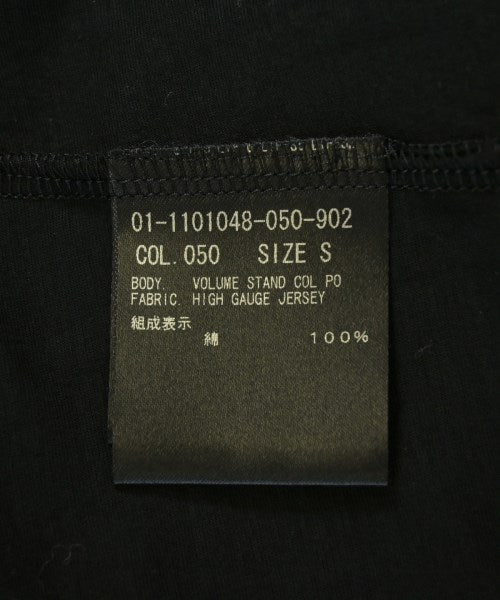 01-1101048-050-902
COL.050 SIZE S
BODY. VOLUME STAND COL PO
FABRIC. HIGH GAUGE JERSEY
組成表示
綿 100%